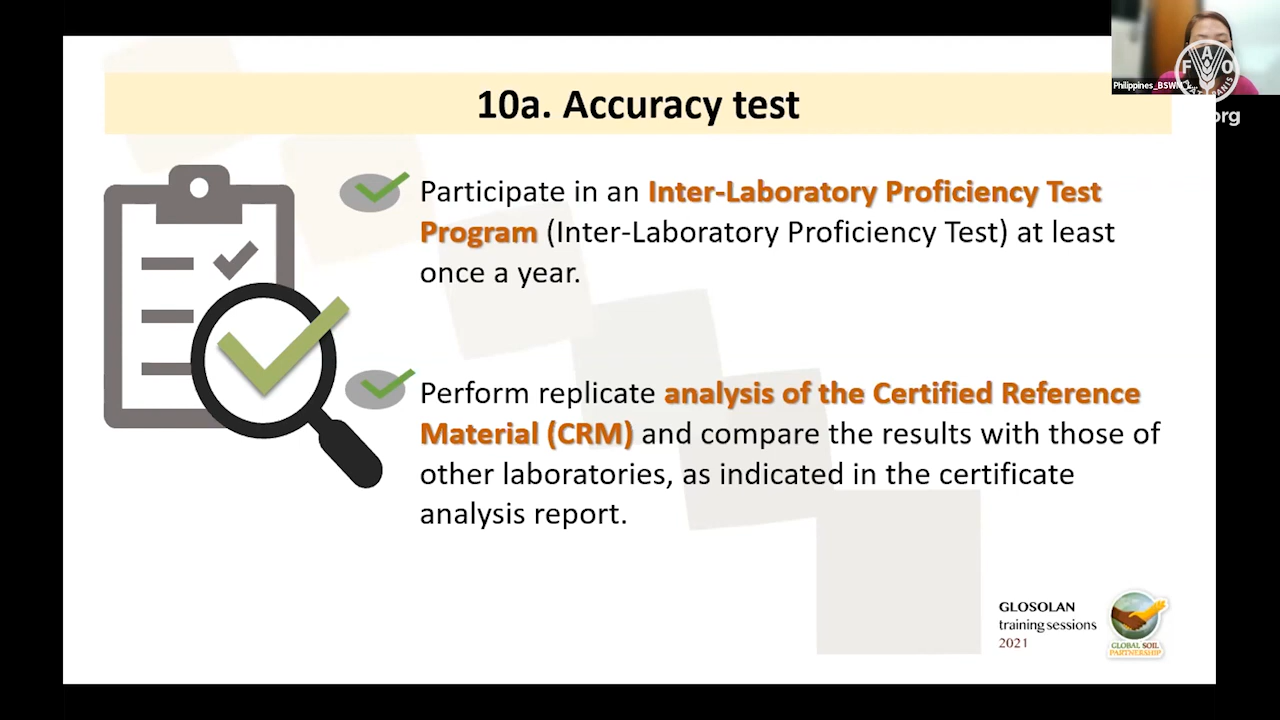 10a. Accuracy test
Participate in an Inter-Laboratory Proficiency Test
Program (Inter-Laboratory Proficiency Test) at least
once a year.
Perform replicate analysis of the Certified Reference
Material (CRM) and compare the results with those of
other laboratories, as indicated in the certificate
analysis report.
GLOSOLAN
training sessions
2021
GLOBAL SOIL
PARTNERSHIP
F A O